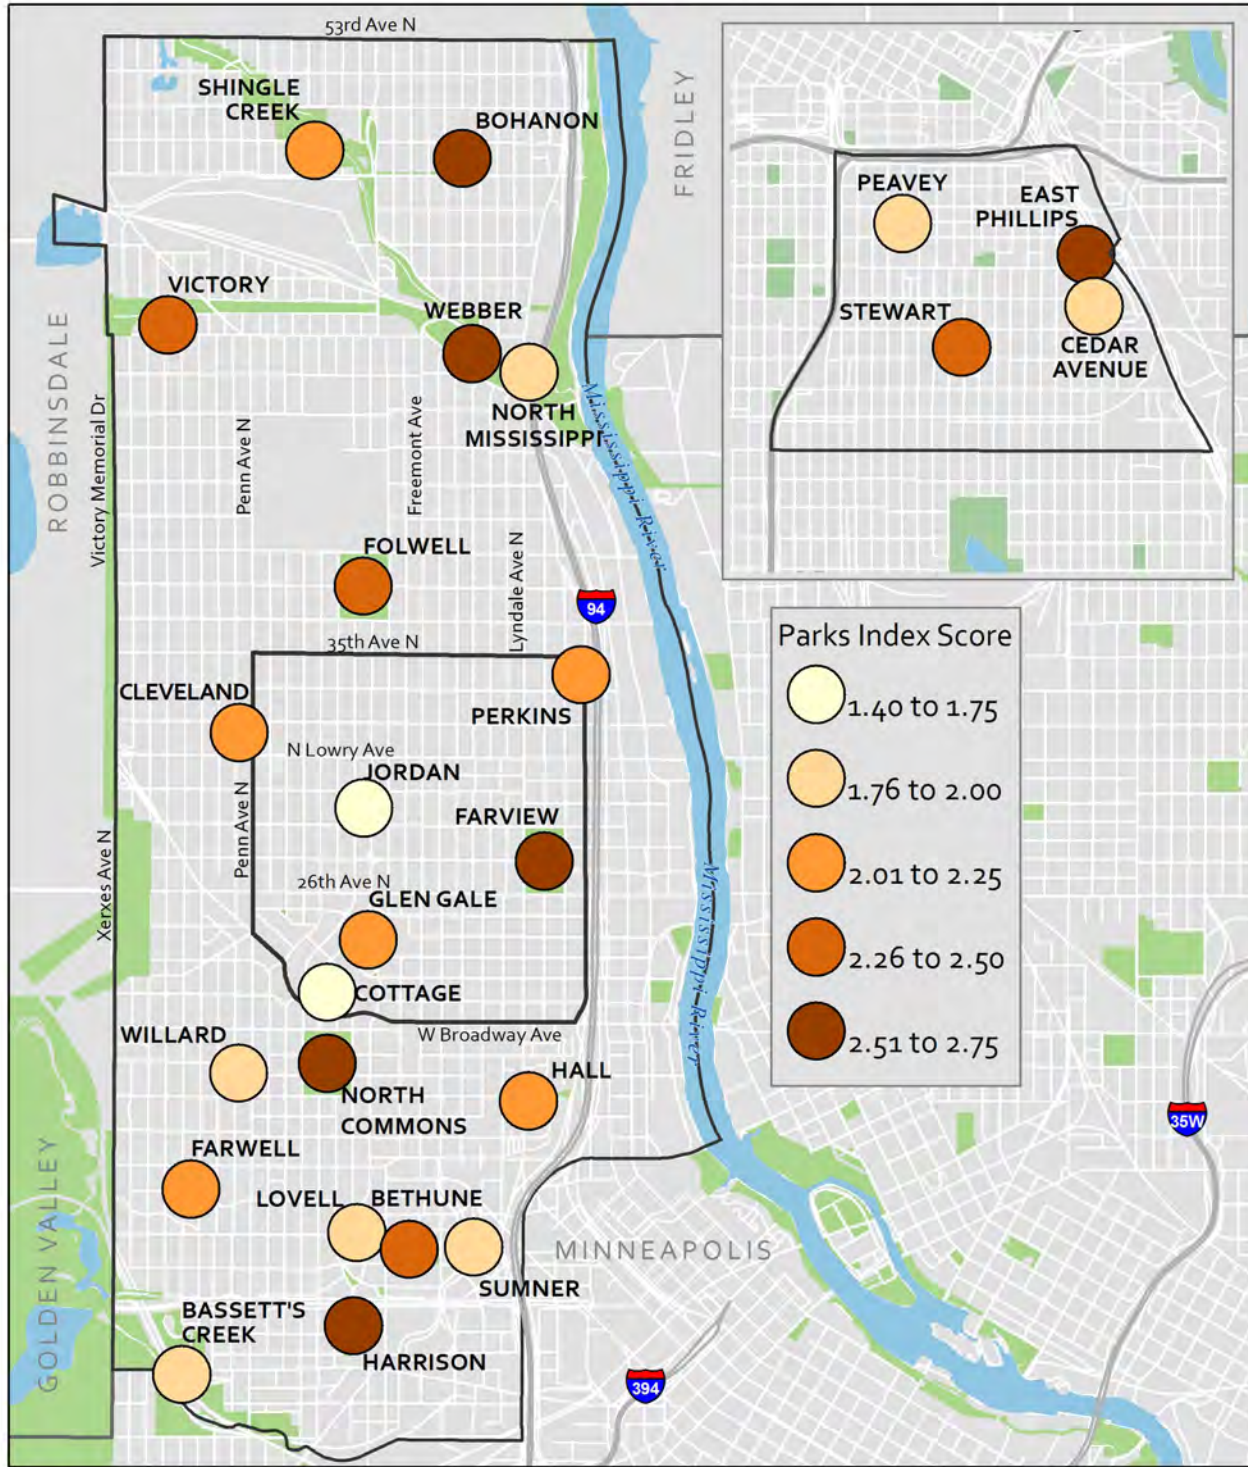 53rd Ave N
SHINGLE
CREEK
BOHANON
FRIDLEY
PEAVEY
EAST
PHILLIPS
STEWART
CEDAR
AVENUE
VICTORY
WEBBER
NORTH
MISSISSIPPI
ROBBINSDALE
Victory Memorial Dr
Penn Ave N
Freemont Ave
Mississippi River
FOLWELL
Lyndale Ave N
94
35th Ave N
CLEVELAND
PERKINS
N Lowry Ave
JORDAN
FARVIEW
Penn Ave N
Xerxes Ave N
26th Ave N
GLEN GALE
COTTAGE
W Broadway Ave
Mississippi River
Parks Index Score
1.40 to 1.75
1.76 to 2.00
2.01 to 2.25
2.26 to 2.50
2.51 to 2.75
WILLARD
NORTH
COMMONS
HALL
35W
FARWELL
LOVELL
BETHUNE
SUMNER
MINNEAPOLIS
GOLDEN VALLEY
BASSETT'S
CREEK
HARRISON
394